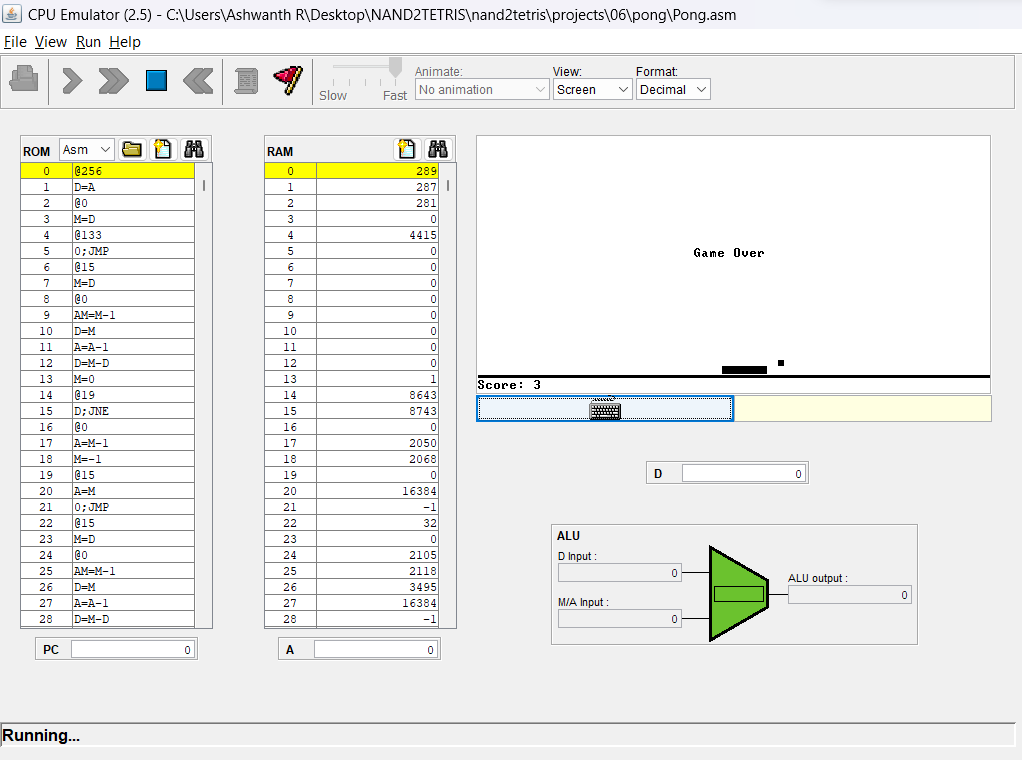 CPU Emulator (2.5) - C:\Users\Ashwanth R\Desktop\NAND2TETRIS\nand2tetris\projects\06\pong\Pong.asm
File View Run Help
Slow Fast
Animate:
No animation
View:
Screen
Format:
Decimal
ROM Asm
0 @256
1 D=A
2 @0
3 M=D
4 @133
5 0;JMP
6 @15
7 M=D
8 @0
9 AM=M-1
10 D=M
11 A=A-1
12 D=M-D
13 M=0
14 @19
15 D;JNE
16 @0
17 A=M-1
18 M=-1
19 @15
20 A=M
21 0;JMP
22 @15
23 M=D
24 @0
25 AM=M-1
26 D=M
27 A=A-1
28 D=M-D
PC 0
RAM
0 289
1 287
2 281
3 0
4 4415
5 0
6 0
7 0
8 0
9 0
10 0
11 0
12 0
13 1
14 8643
15 8743
16 0
17 2050
18 2068
19 0
20 16384
21 -1
22 32
23 0
24 2105
25 2118
26 3495
27 16384
28 -1
A 0
Game Over
Score: 3
D 0
ALU
D Input :
0
M/A Input :
0
ALU output :
0
Running...